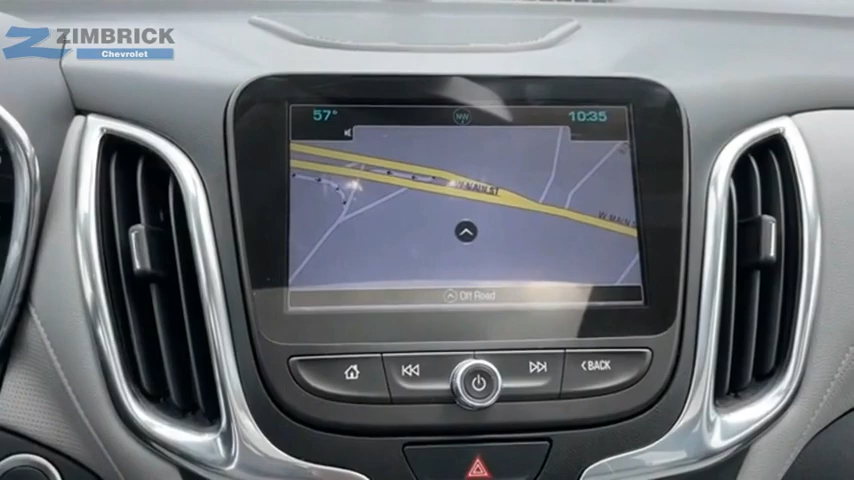 ZIMBRICK
Chevrolet
57° NW 10:35
W MAIN ST
W MAIN S
Off Road
BACK